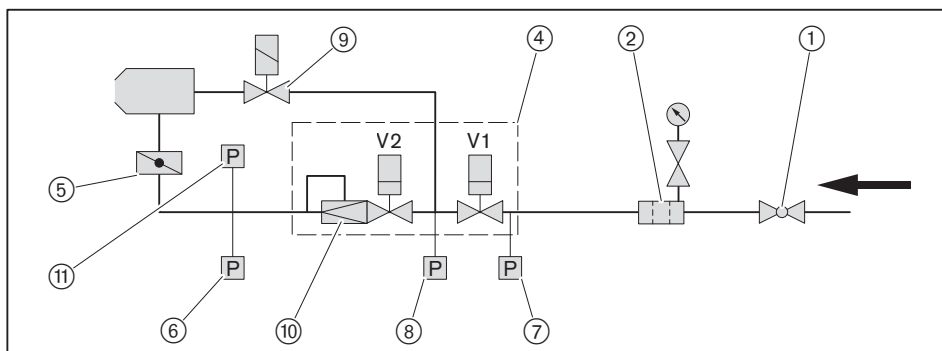 ⑨ ④ ② ①
V2 V1
P
⑤
⑪
P P P
⑥ ⑩ ⑧ ⑦